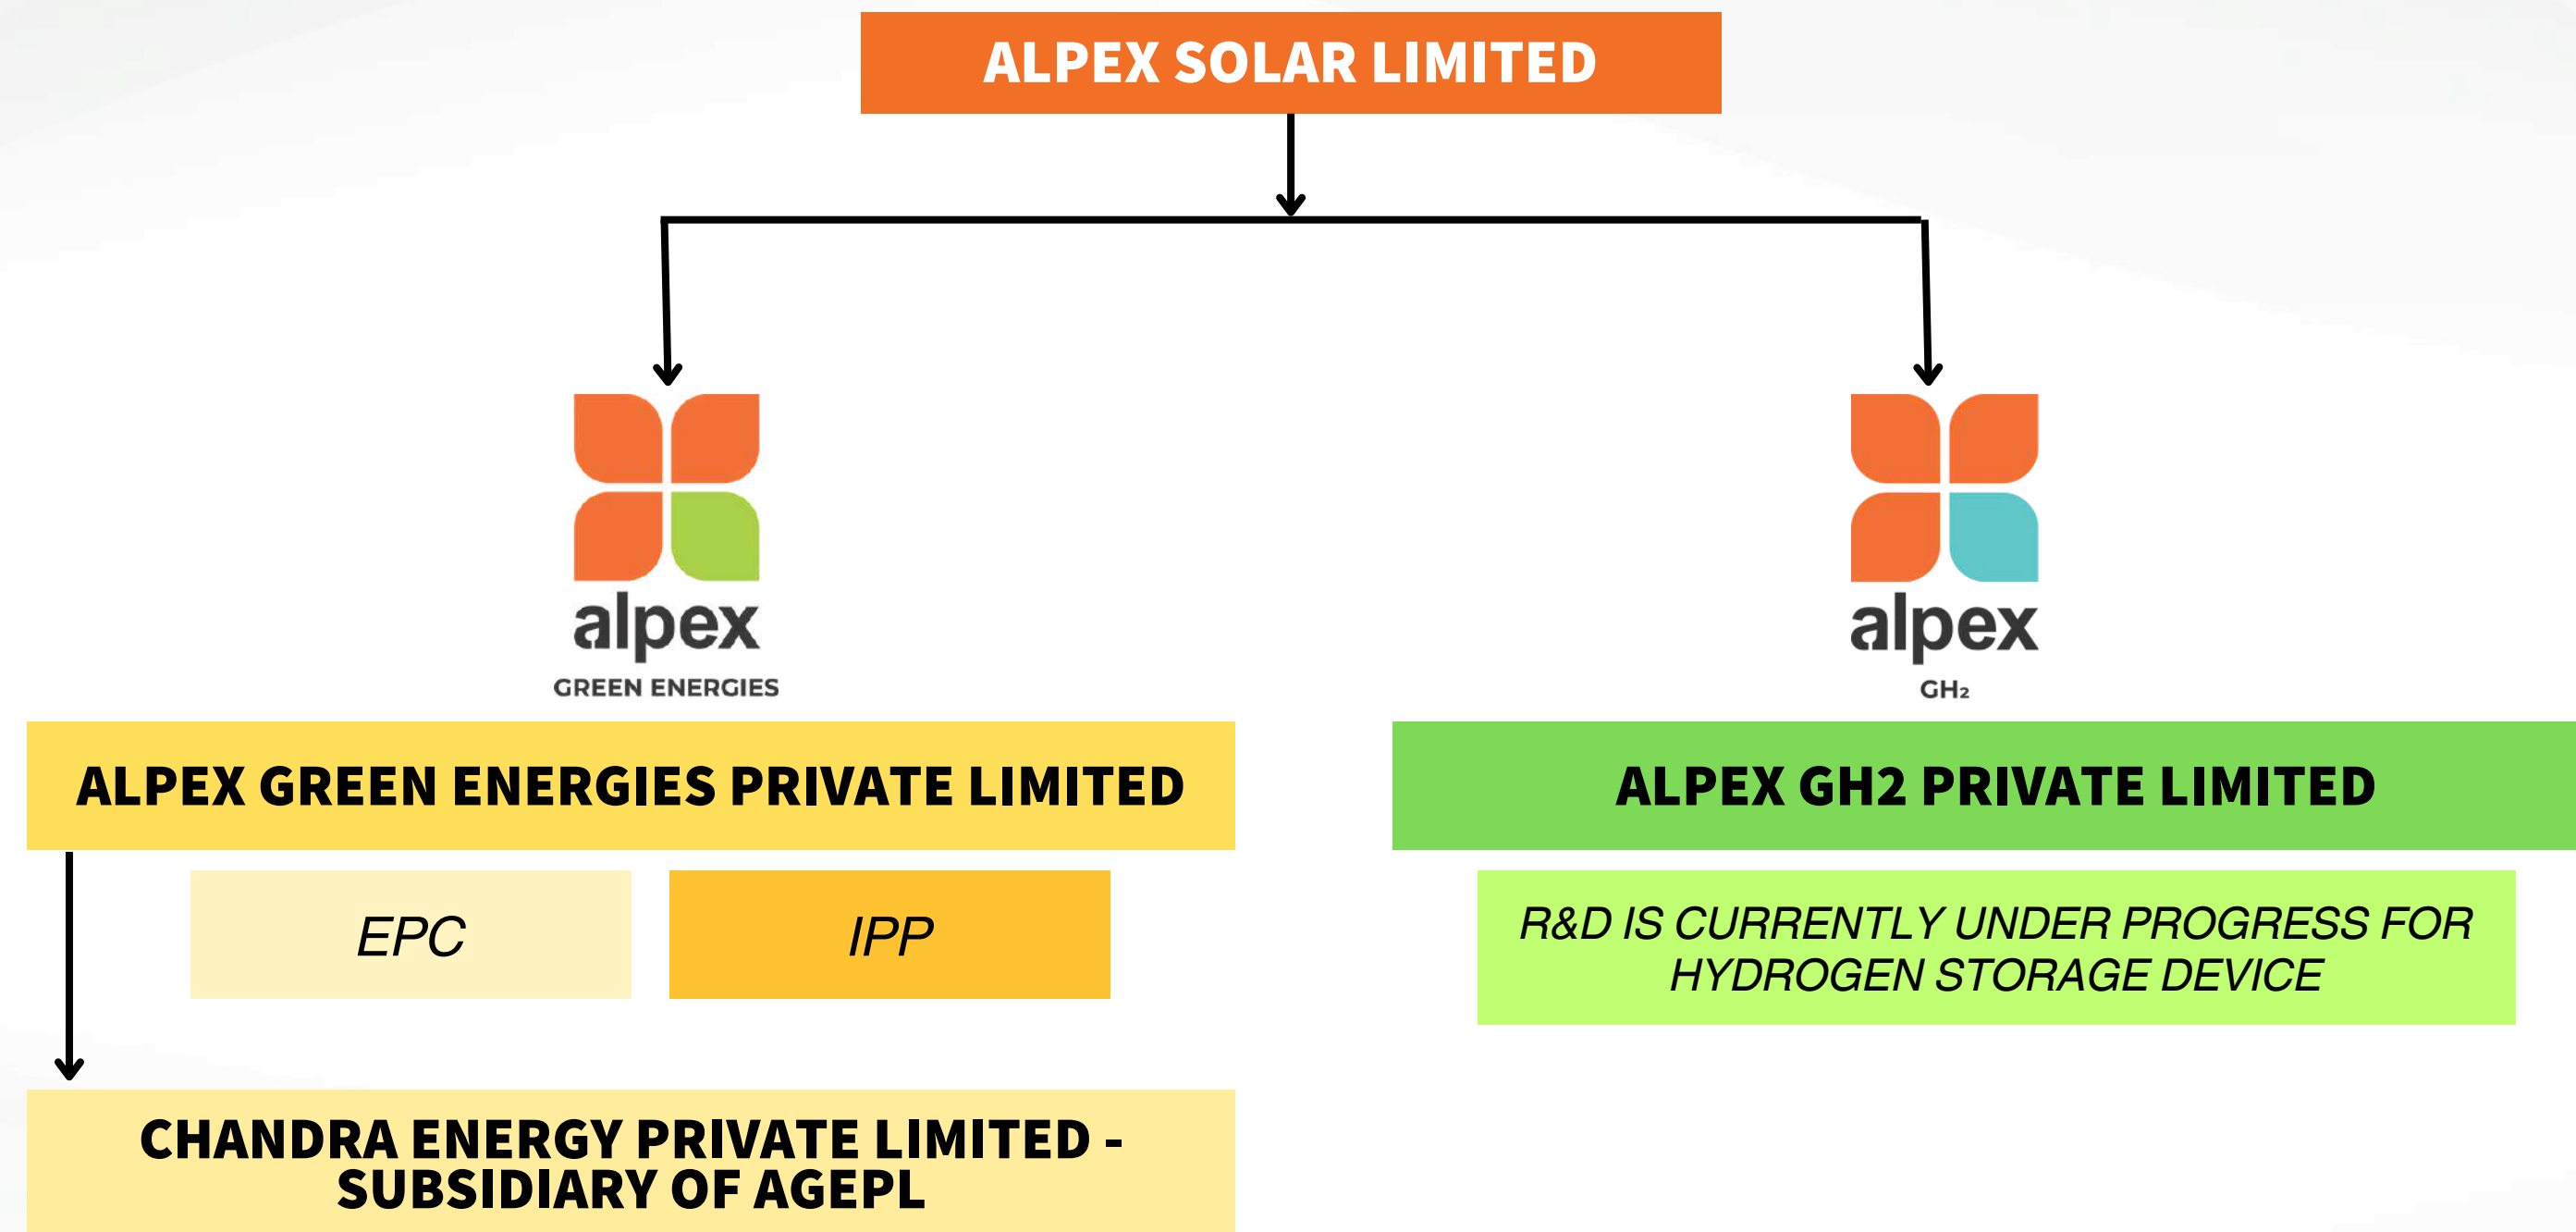 ALPEX SOLAR LIMITED
alpex
GREEN ENERGIES
alpex
GH₂
ALPEX GREEN ENERGIES PRIVATE LIMITED
ALPEX GH2 PRIVATE LIMITED
EPC
IPP
R&D IS CURRENTLY UNDER PROGRESS FOR
HYDROGEN STORAGE DEVICE
CHANDRA ENERGY PRIVATE LIMITED -
SUBSIDIARY OF AGEPL